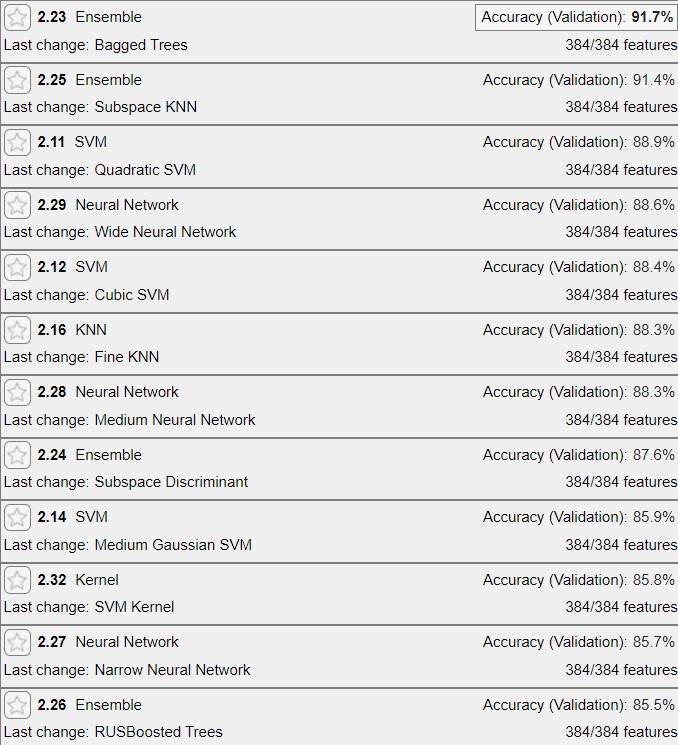 2.23 Ensemble Accuracy (Validation): 91.7%
Last change: Bagged Trees 384/384 features
2.25 Ensemble Accuracy (Validation): 91.4%
Last change: Subspace KNN 384/384 features
2.11 SVM Accuracy (Validation): 88.9%
Last change: Quadratic SVM 384/384 features
2.29 Neural Network Accuracy (Validation): 88.6%
Last change: Wide Neural Network 384/384 features
2.12 SVM Accuracy (Validation): 88.4%
Last change: Cubic SVM 384/384 features
2.16 KNN Accuracy (Validation): 88.3%
Last change: Fine KNN 384/384 features
2.28 Neural Network Accuracy (Validation): 88.3%
Last change: Medium Neural Network 384/384 features
2.24 Ensemble Accuracy (Validation): 87.6%
Last change: Subspace Discriminant 384/384 features
2.14 SVM Accuracy (Validation): 85.9%
Last change: Medium Gaussian SVM 384/384 features
2.32 Kernel Accuracy (Validation): 85.8%
Last change: SVM Kernel 384/384 features
2.27 Neural Network Accuracy (Validation): 85.7%
Last change: Narrow Neural Network 384/384 features
2.26 Ensemble Accuracy (Validation): 85.5%
Last change: RUSBoosted Trees 384/384 features